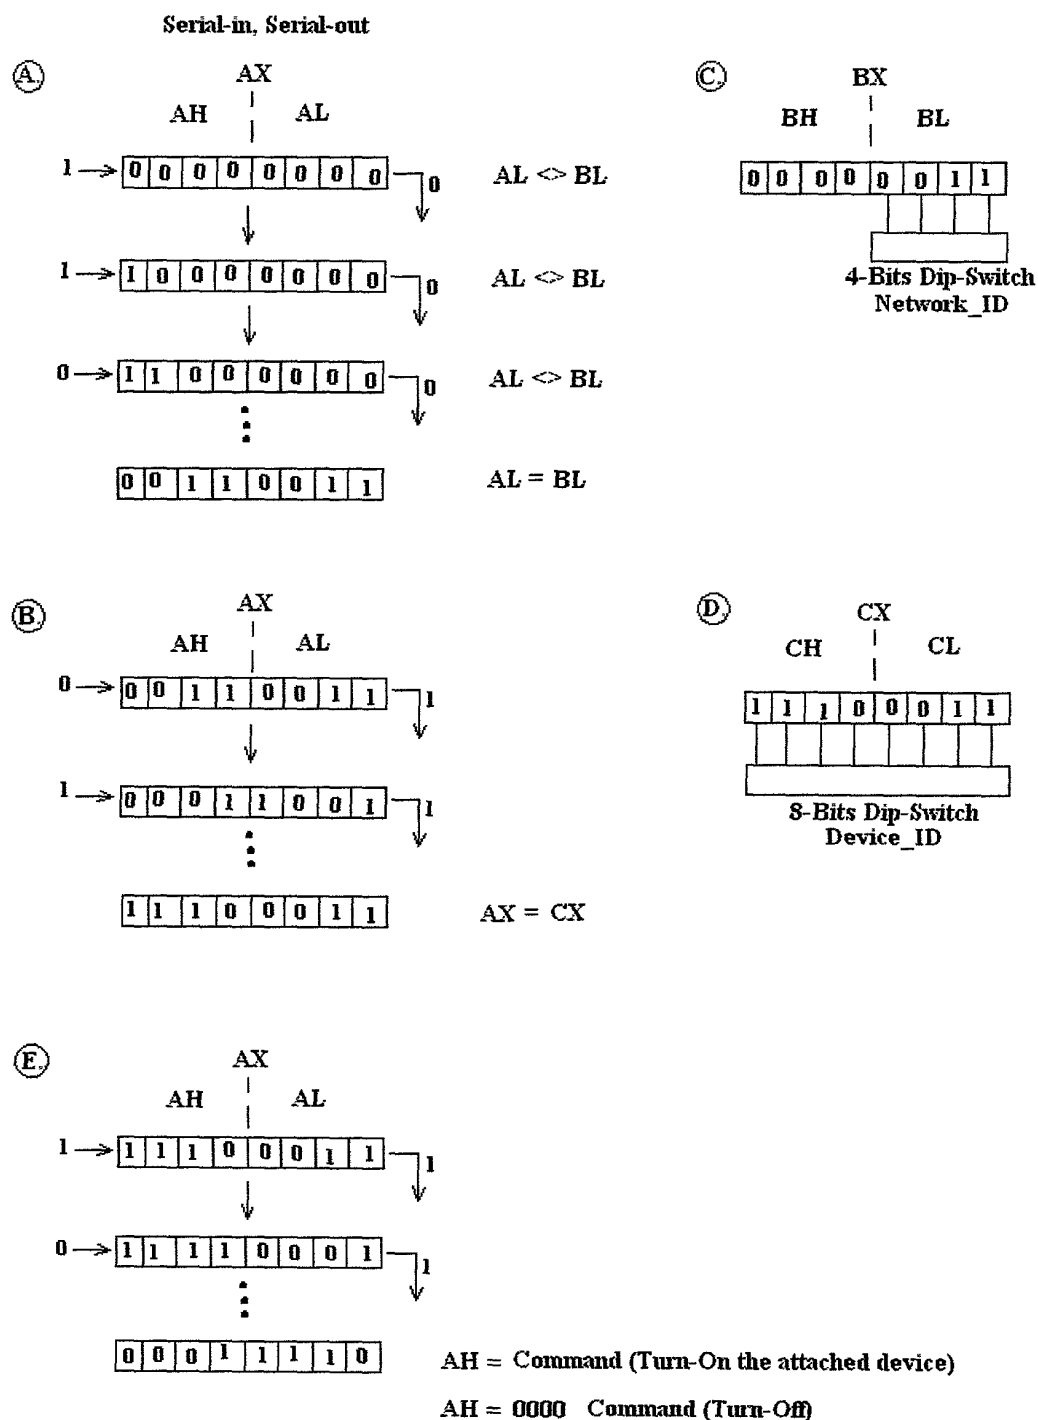 Serial-in, Serial-out
A.
AX
AH AL
1 0 0 0 0 0 0 0 0 0 AL <> BL
1 1 0 0 0 0 0 0 0 0 AL <> BL
0 1 1 0 0 0 0 0 0 0 AL <> BL
0 0 1 1 0 0 1 1 AL = BL
C.
BX
BH BL
0 0 0 0 0 0 1 1
4-Bits Dip-Switch
Network_ID
B.
AX
AH AL
0 0 0 1 1 0 0 1 1 1
1 0 0 0 1 1 0 0 1 1
1 1 1 0 0 0 1 1 AX = CX
D.
CX
CH CL
1 1 1 0 0 0 1 1
8-Bits Dip-Switch
Device_ID
E.
AX
AH AL
1 1 1 1 0 0 0 1 1 1
0 1 1 1 1 0 0 0 1 1
0 0 0 1 1 1 1 0 AH = Command (Turn-On the attached device)
AH = 0000 Command (Turn-Off)